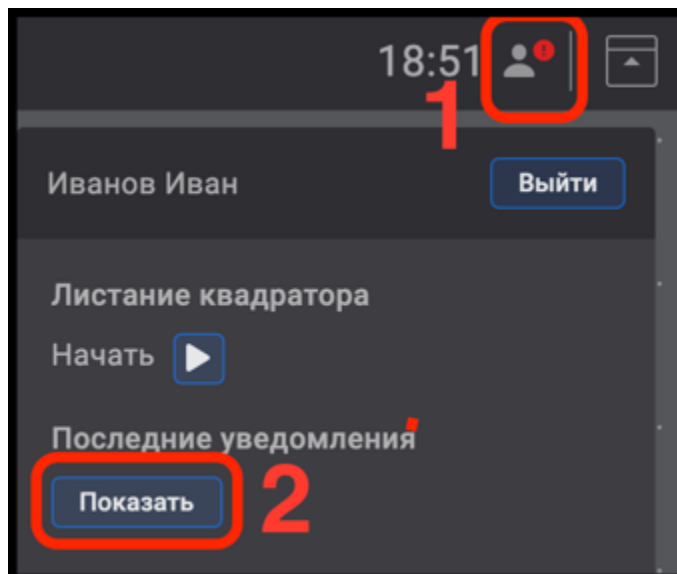 18:51
1
Иванов Иван Выйти
Листание квадратора
Начать
Последние уведомления
Показать 2